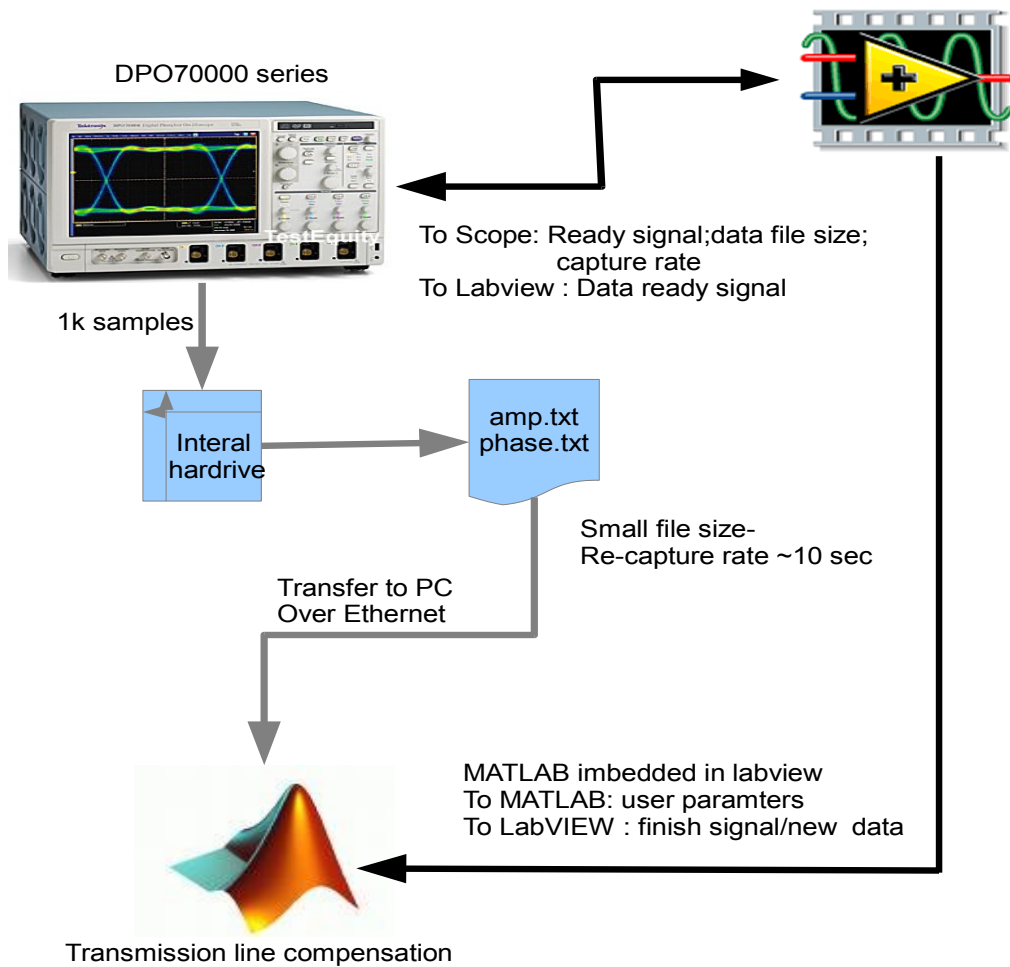 DPO70000 series
Tektronix
TestEquity
To Scope: Ready signal;data file size;
capture rate
To Labview : Data ready signal
1k samples
Interal
hardrive
amp.txt
phase.txt
Small file size-
Re-capture rate ~10 sec
Transfer to PC
Over Ethernet
MATLAB imbedded in labview
To MATLAB: user paramters
To LabVIEW : finish signal/new data
Transmission line compensation